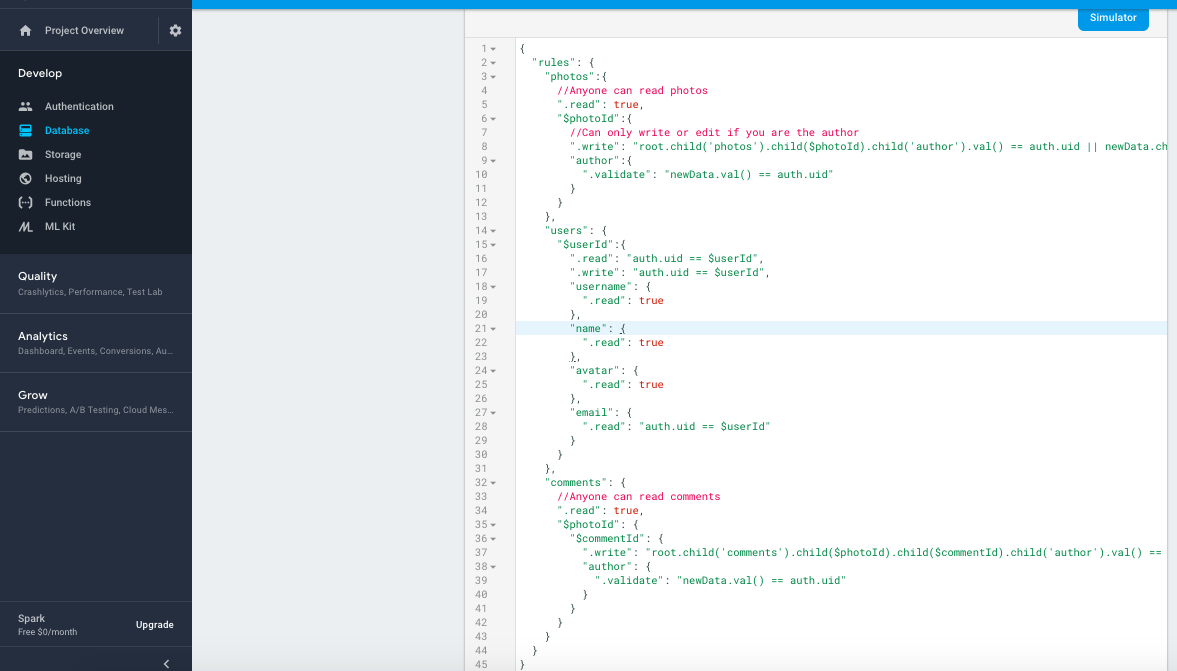 Project Overview
Develop
Authentication
Database
Storage
Hosting
Functions
ML Kit
Quality
Crashlytics, Performance, Test Lab
Analytics
Dashboard, Events, Conversions, Au...
Grow
Predictions, A/B Testing, Cloud Mes...
Spark
Free $0/month
Upgrade
Simulator
1 {
2 "rules": {
3 "photos":{
4 //Anyone can read photos
5 ".read": true,
6 "$photoId":{
7 //Can only write or edit if you are the author
8 ".write": "root.child('photos').child($photoId).child('author').val() == auth.uid || newData.ch
9 "author":{
10 ".validate": "newData.val() == auth.uid"
11 }
12 }
13 },
14 "users": {
15 "$userId":{
16 ".read": "auth.uid == $userId",
17 ".write": "auth.uid == $userId",
18 "username": {
19 ".read": true
20 },
21 "name": {
22 ".read": true
23 },
24 "avatar": {
25 ".read": true
26 },
27 "email": {
28 ".read": "auth.uid == $userId"
29 }
30 }
31 },
32 "comments": {
33 //Anyone can read comments
34 ".read": true,
35 "$photoId": {
36 "$commentId": {
37 ".write": "root.child('comments').child($photoId).child($commentId).child('author').val() ==
38 "author": {
39 ".validate": "newData.val() == auth.uid"
40 }
41 }
42 }
43 }
44 }
45 }